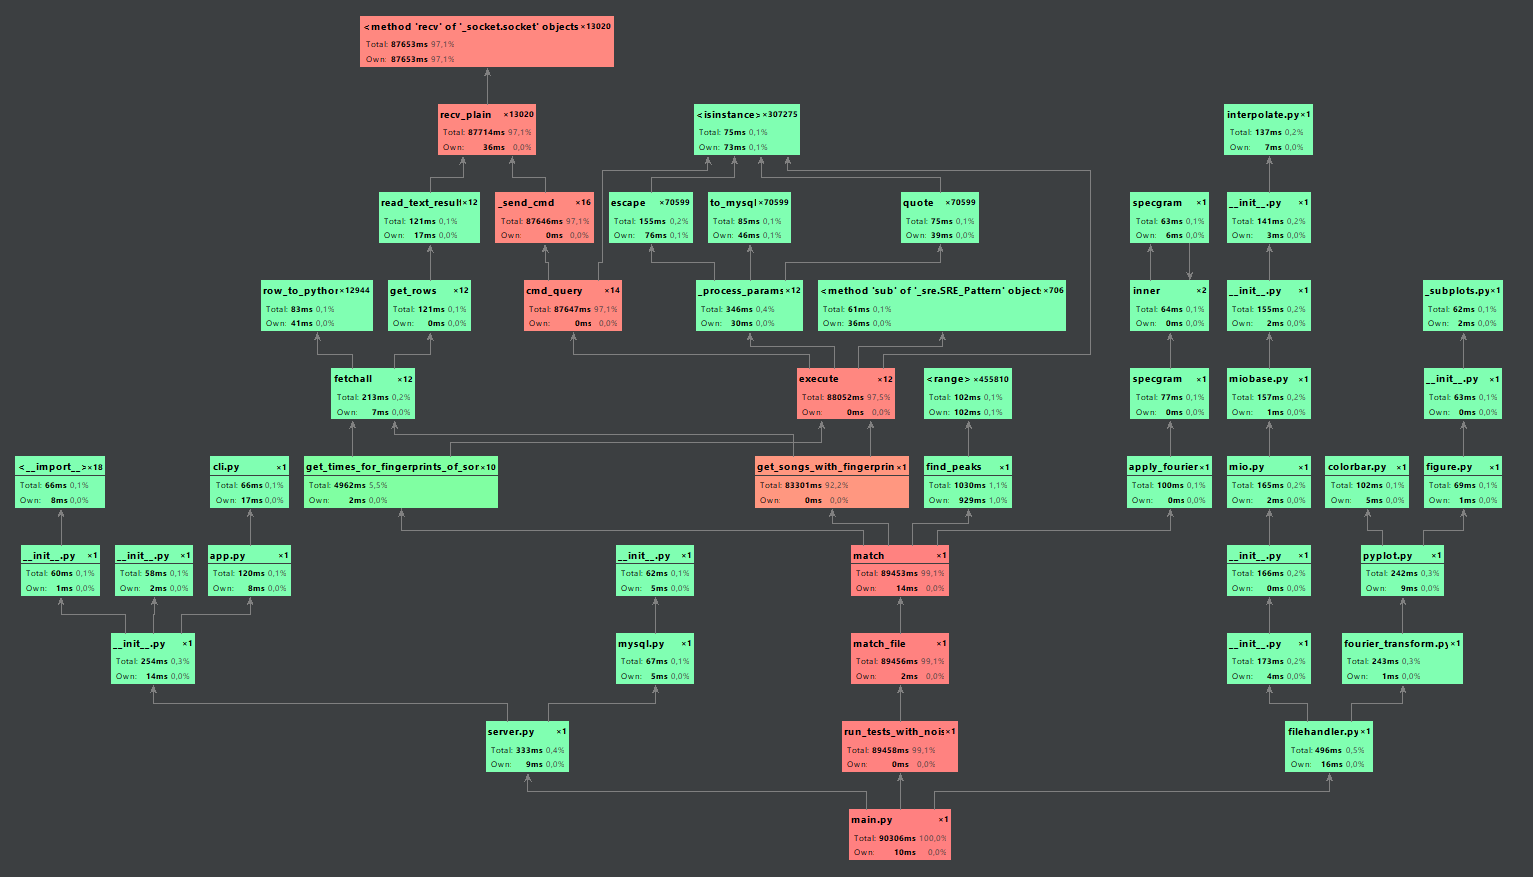 <method 'recv' of '_socket.socket' objects ×13020
Total: 87653ms 97,1%
Own: 87653ms 97,1%
recv_plain ×13020
Total: 87714ms 97,1%
Own: 36ms 0,0%
<isinstance> ×307275
Total: 75ms 0,1%
Own: 73ms 0,1%
interpolate.py ×1
Total: 137ms 0,2%
Own: 7ms 0,0%
read_text_result ×12
Total: 121ms 0,1%
Own: 17ms 0,0%
_send_cmd ×16
Total: 87646ms 97,1%
Own: 0ms 0,0%
escape ×70599
Total: 155ms 0,2%
Own: 76ms 0,1%
to_mysql ×70599
Total: 85ms 0,1%
Own: 46ms 0,1%
quote ×70599
Total: 75ms 0,1%
Own: 39ms 0,0%
specgram ×1
Total: 63ms 0,1%
Own: 6ms 0,0%
__init__.py ×1
Total: 141ms 0,2%
Own: 3ms 0,0%
row_to_python ×12944
Total: 83ms 0,1%
Own: 41ms 0,0%
get_rows ×12
Total: 121ms 0,1%
Own: 0ms 0,0%
cmd_query ×14
Total: 87647ms 97,1%
Own: 0ms 0,0%
_process_params ×12
Total: 346ms 0,4%
Own: 30ms 0,0%
<method 'sub' of '_sre.SRE_Pattern' object ×706
Total: 61ms 0,1%
Own: 36ms 0,0%
inner ×2
Total: 64ms 0,1%
Own: 0ms 0,0%
__init__.py ×1
Total: 155ms 0,2%
Own: 2ms 0,0%
_subplots.py ×1
Total: 62ms 0,1%
Own: 2ms 0,0%
fetchall ×12
Total: 213ms 0,2%
Own: 7ms 0,0%
execute ×12
Total: 88052ms 97,5%
Own: 0ms 0,0%
<range> ×455810
Total: 102ms 0,1%
Own: 102ms 0,1%
specgram ×1
Total: 77ms 0,1%
Own: 0ms 0,0%
miobase.py ×1
Total: 157ms 0,2%
Own: 1ms 0,0%
__init__.py ×1
Total: 63ms 0,1%
Own: 0ms 0,0%
<__import__> ×18
Total: 66ms 0,1%
Own: 8ms 0,0%
cli.py ×1
Total: 66ms 0,1%
Own: 17ms 0,0%
get_times_for_fingerprints_of_sor ×10
Total: 4962ms 5,5%
Own: 2ms 0,0%
get_songs_with_fingerprin ×1
Total: 83301ms 92,2%
Own: 0ms 0,0%
find_peaks ×1
Total: 1030ms 1,1%
Own: 929ms 1,0%
apply_fourier ×1
Total: 100ms 0,1%
Own: 0ms 0,0%
mio.py ×1
Total: 165ms 0,2%
Own: 2ms 0,0%
colorbar.py ×1
Total: 102ms 0,1%
Own: 5ms 0,0%
figure.py ×1
Total: 69ms 0,1%
Own: 1ms 0,0%
__init__.py ×1
Total: 60ms 0,1%
Own: 1ms 0,0%
__init__.py ×1
Total: 58ms 0,1%
Own: 2ms 0,0%
app.py ×1
Total: 120ms 0,1%
Own: 8ms 0,0%
__init__.py ×1
Total: 62ms 0,1%
Own: 5ms 0,0%
match ×1
Total: 89453ms 99,1%
Own: 14ms 0,0%
__init__.py ×1
Total: 166ms 0,2%
Own: 0ms 0,0%
pyplot.py ×1
Total: 242ms 0,3%
Own: 9ms 0,0%
__init__.py ×1
Total: 254ms 0,3%
Own: 14ms 0,0%
mysql.py ×1
Total: 67ms 0,1%
Own: 5ms 0,0%
match_file ×1
Total: 89456ms 99,1%
Own: 2ms 0,0%
__init__.py ×1
Total: 173ms 0,2%
Own: 4ms 0,0%
fourier_transform.py ×1
Total: 243ms 0,3%
Own: 1ms 0,0%
server.py ×1
Total: 333ms 0,4%
Own: 9ms 0,0%
run_tests_with_nois ×1
Total: 89458ms 99,1%
Own: 0ms 0,0%
filehandler.py ×1
Total: 496ms 0,5%
Own: 16ms 0,0%
main.py ×1
Total: 90306ms 100,0%
Own: 10ms 0,0%